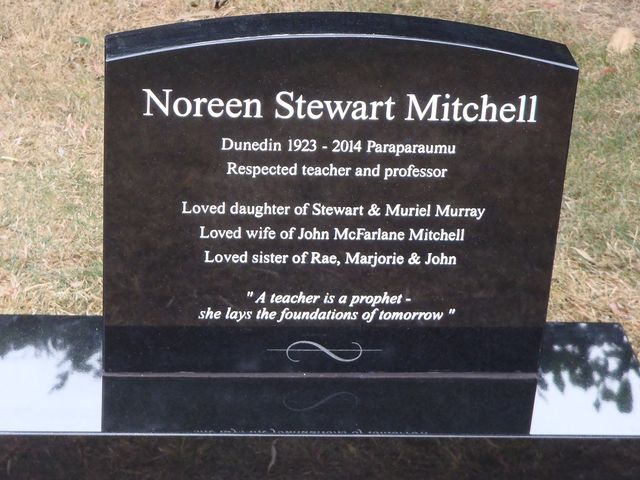 Noreen Stewart Mitchell
Dunedin 1923 - 2014 Paraparaumu
Respected teacher and professor
Loved daughter of Stewart & Muriel Murray
Loved wife of John McFarlane Mitchell
Loved sister of Rae, Marjorie & John
" A teacher is a prophet -
she lays the foundations of tomorrow "